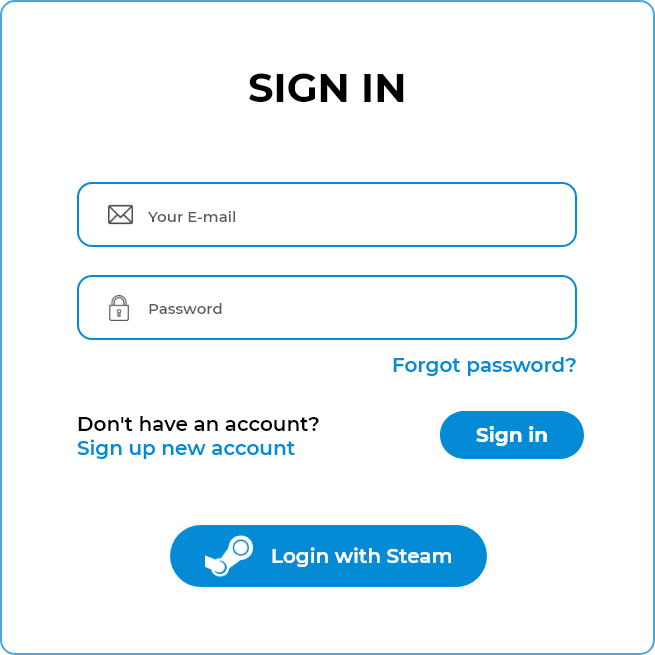 SIGN IN
Your E-mail
Password
Forgot password?
Don't have an account?
Sign up new account
Sign in
Login with Steam